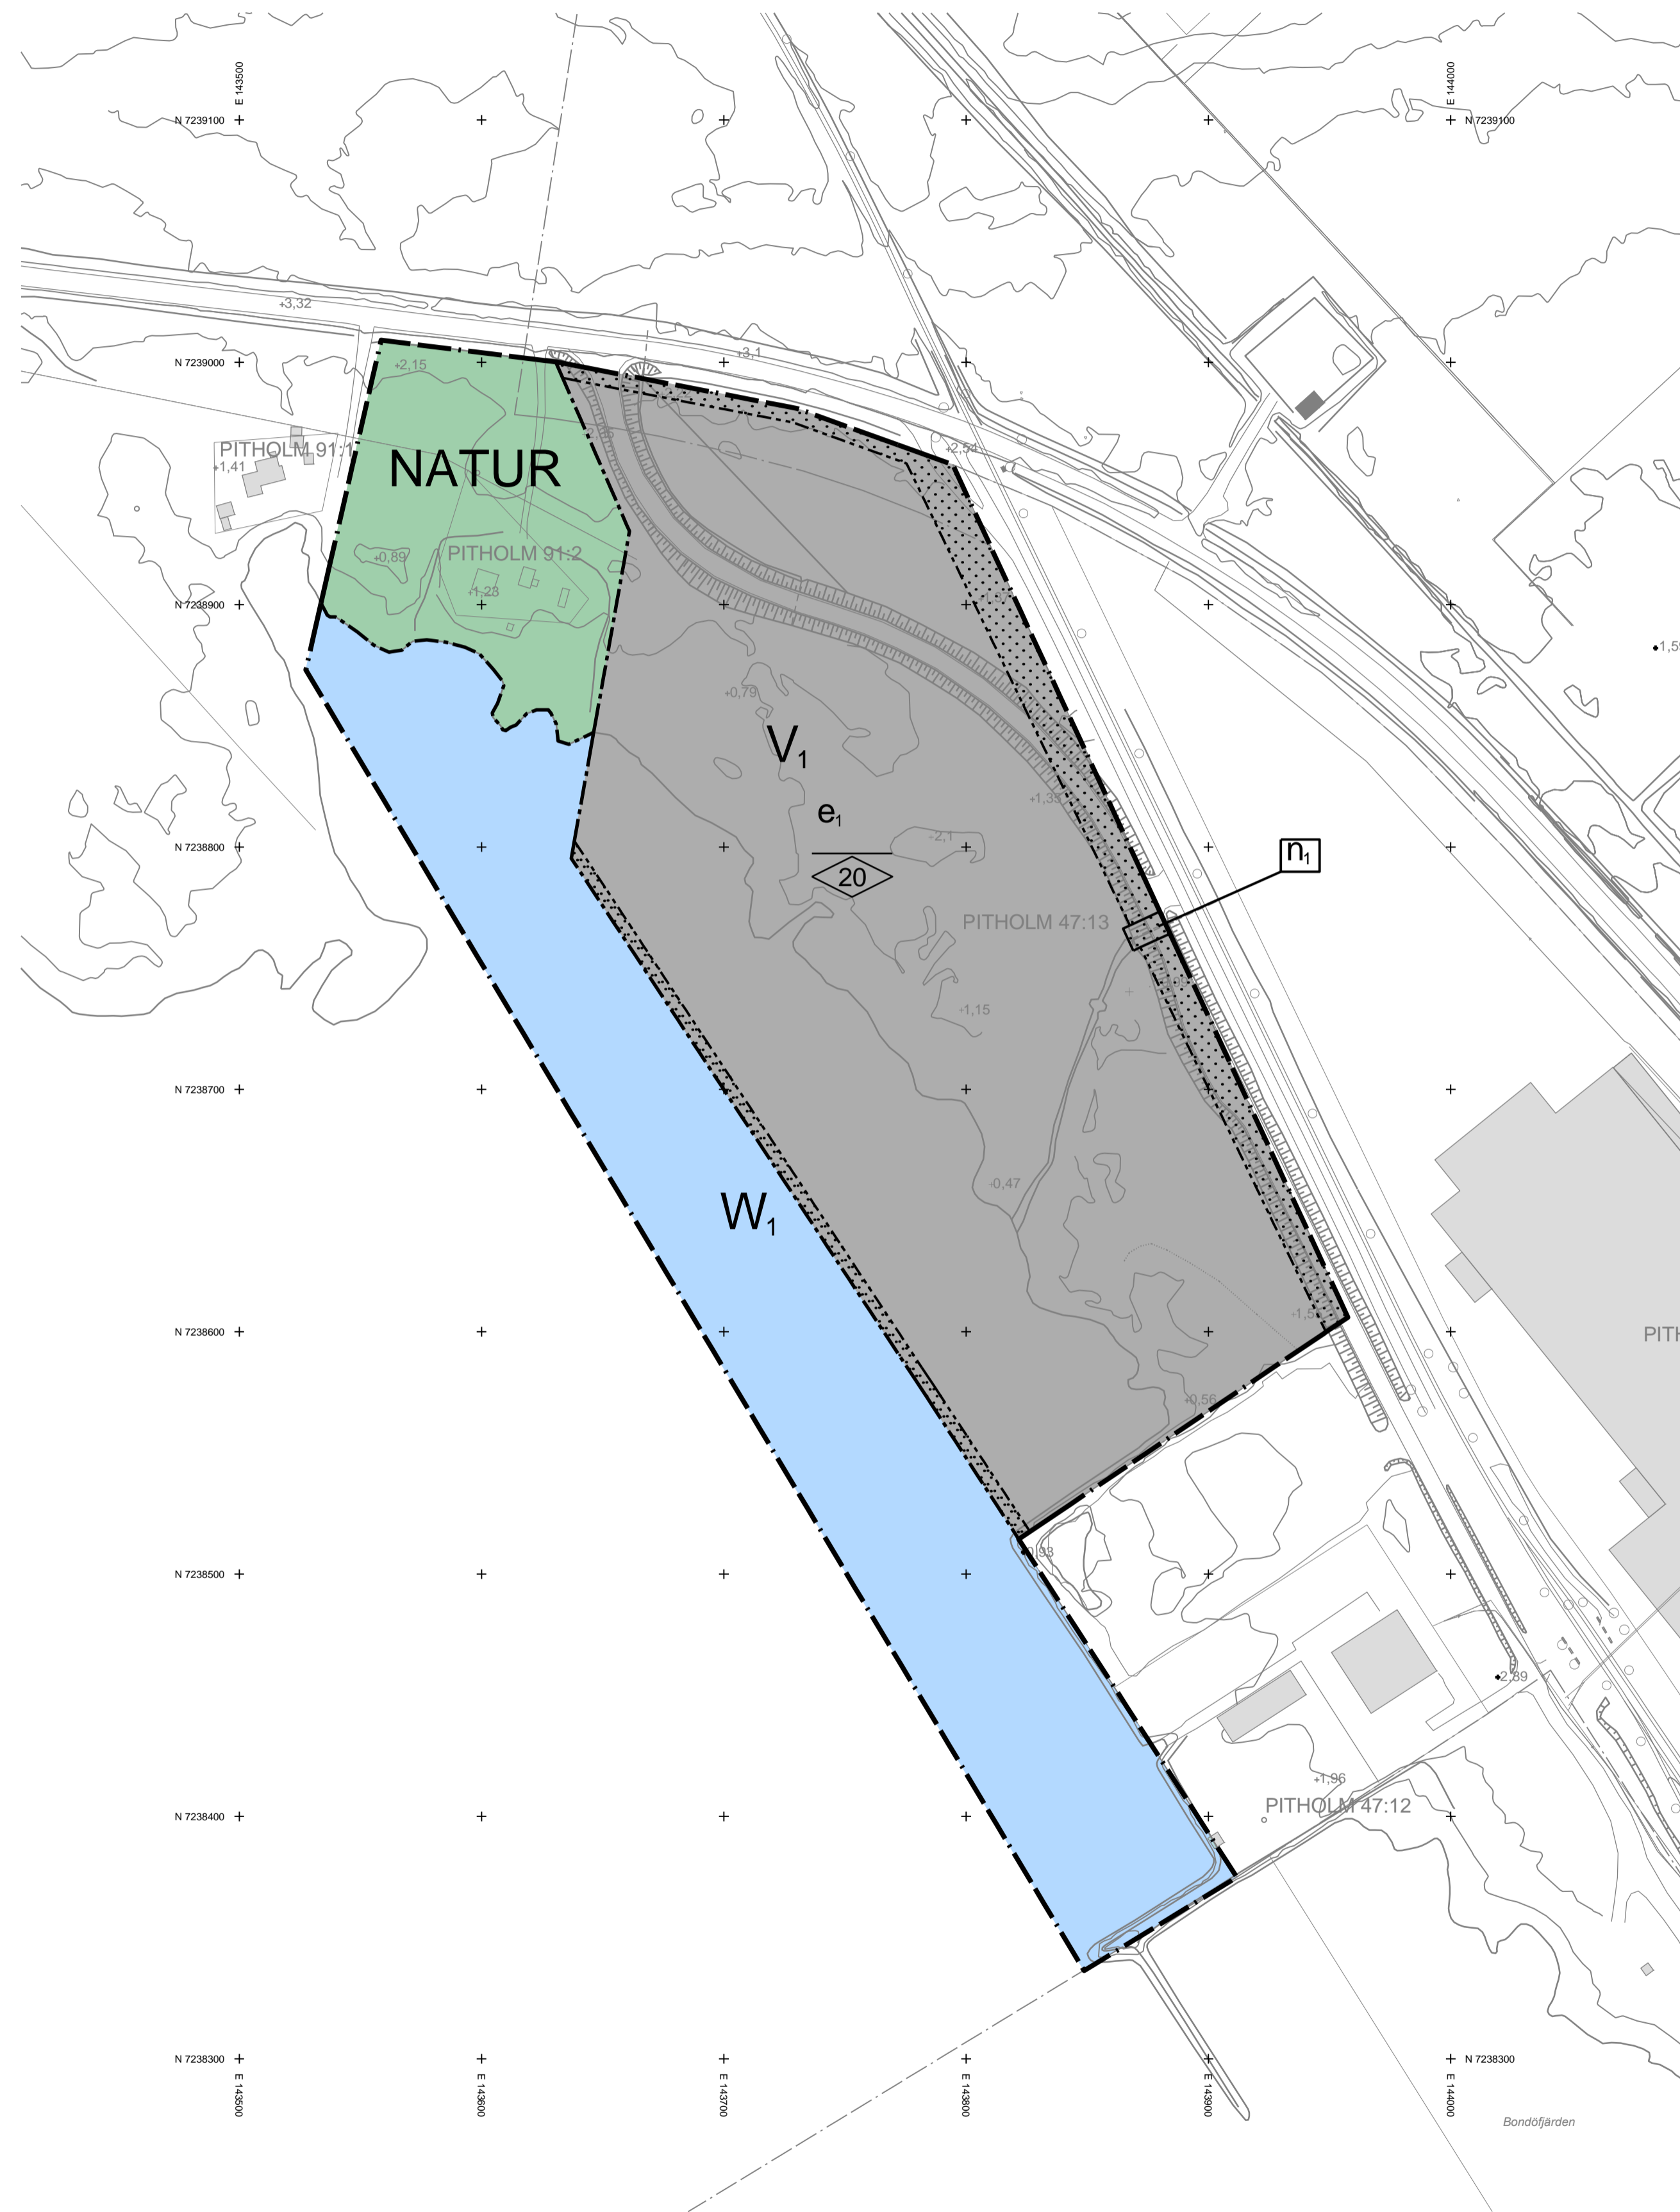 E 143500
E 144000
N 7239100
N 7239100
+3,32
+3,1
N 7239000
+2,15
PITHOLM 91:1
+1,41
NATUR
+2,54
+0,89
PITHOLM 91:2
+1,23
N 7238900
+0,79
V1
e1
+1,35
+2,1
N 7238800
20
n1
PITHOLM 47:13
+1,15
N 7238700
+0,47
W1
N 7238600
+0,56
N 7238500
2,89
+1,96
PITHOLM 47:12
N 7238400
N 7238300
N 7238300
E 143500
E 143600
E 143700
E 143800
E 143900
E 144000
Bondöfjärden